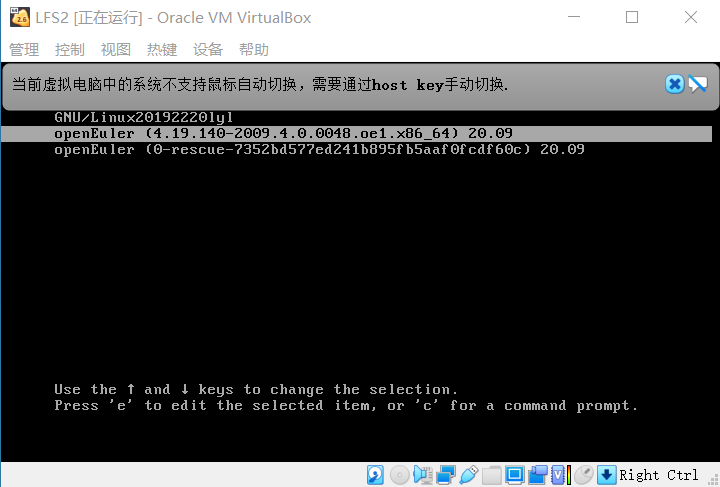 LFS2 [正在运行] - Oracle VM VirtualBox
管理 控制 视图 热键 设备 帮助
当前虚拟电脑中的系统不支持鼠标自动切换，需要通过host key手动切换.
GNU/Linux20192220lyl
openEuler (4.19.140-2009.4.0.0048.oe1.x86_64) 20.09
openEuler (0-rescue-7352bd577ed241b895fb5aaf0fcdf60c) 20.09
Use the ↑ and ↓ keys to change the selection.
Press 'e' to edit the selected item, or 'c' for a command prompt.
Right Ctrl